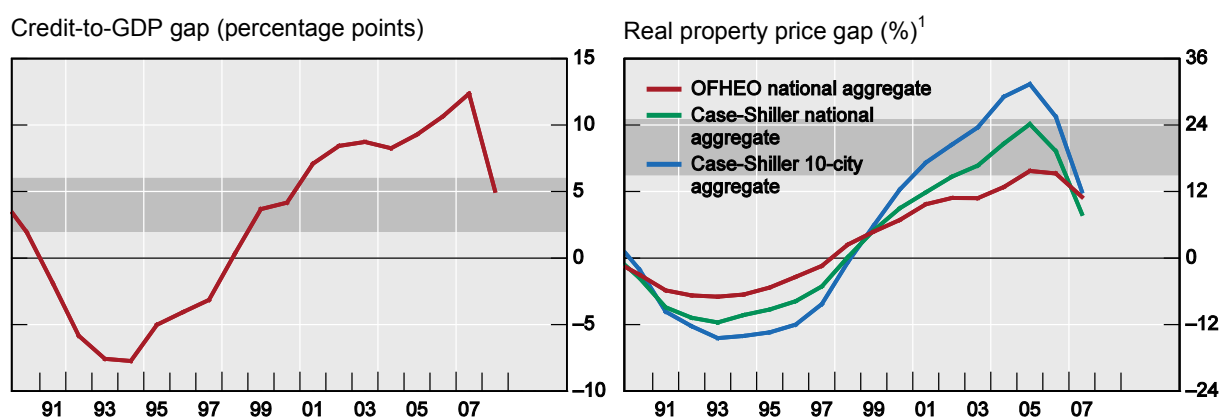 Credit-to-GDP gap (percentage points)
15
10
5
0
–5
–10
91 93 95 97 99 01 03 05 07
Real property price gap (%)1
OFHEO national aggregate
Case-Shiller national
aggregate
Case-Shiller 10-city
aggregate
36
24
12
0
–12
–24
91 93 95 97 99 01 03 05 07